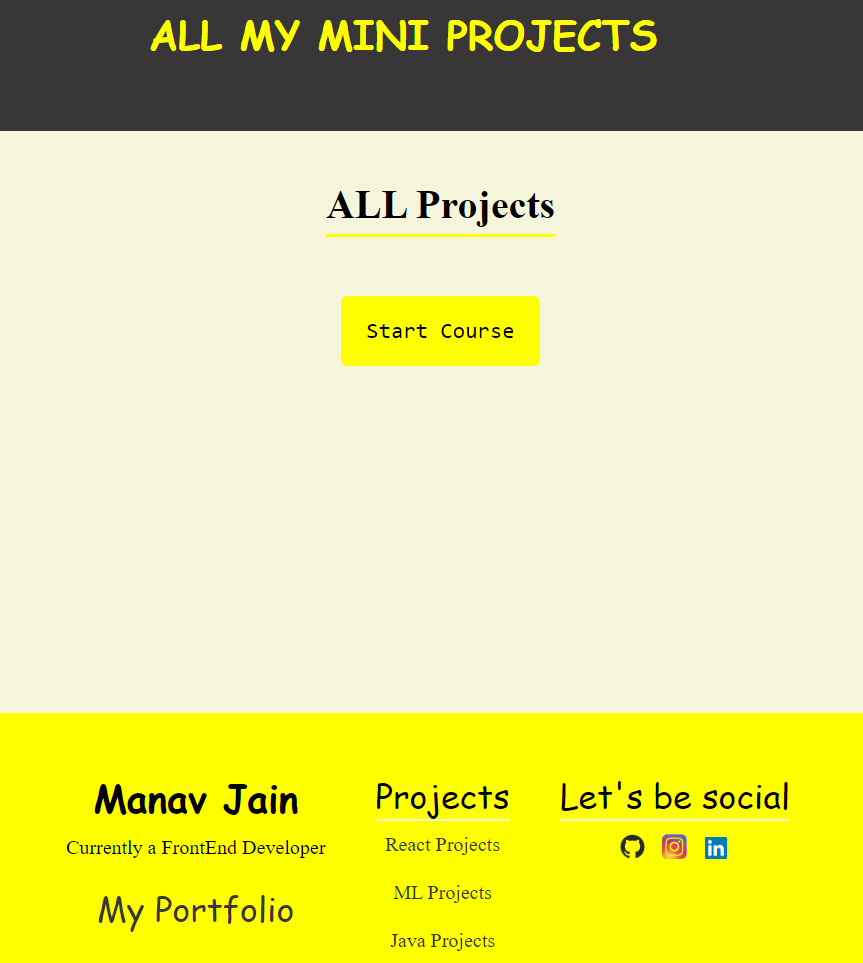 ALL MY MINI PROJECTS
ALL Projects
Start Course
Manav Jain
Currently a FrontEnd Developer
My Portfolio
Projects
React Projects
ML Projects
Java Projects
Let's be social
in